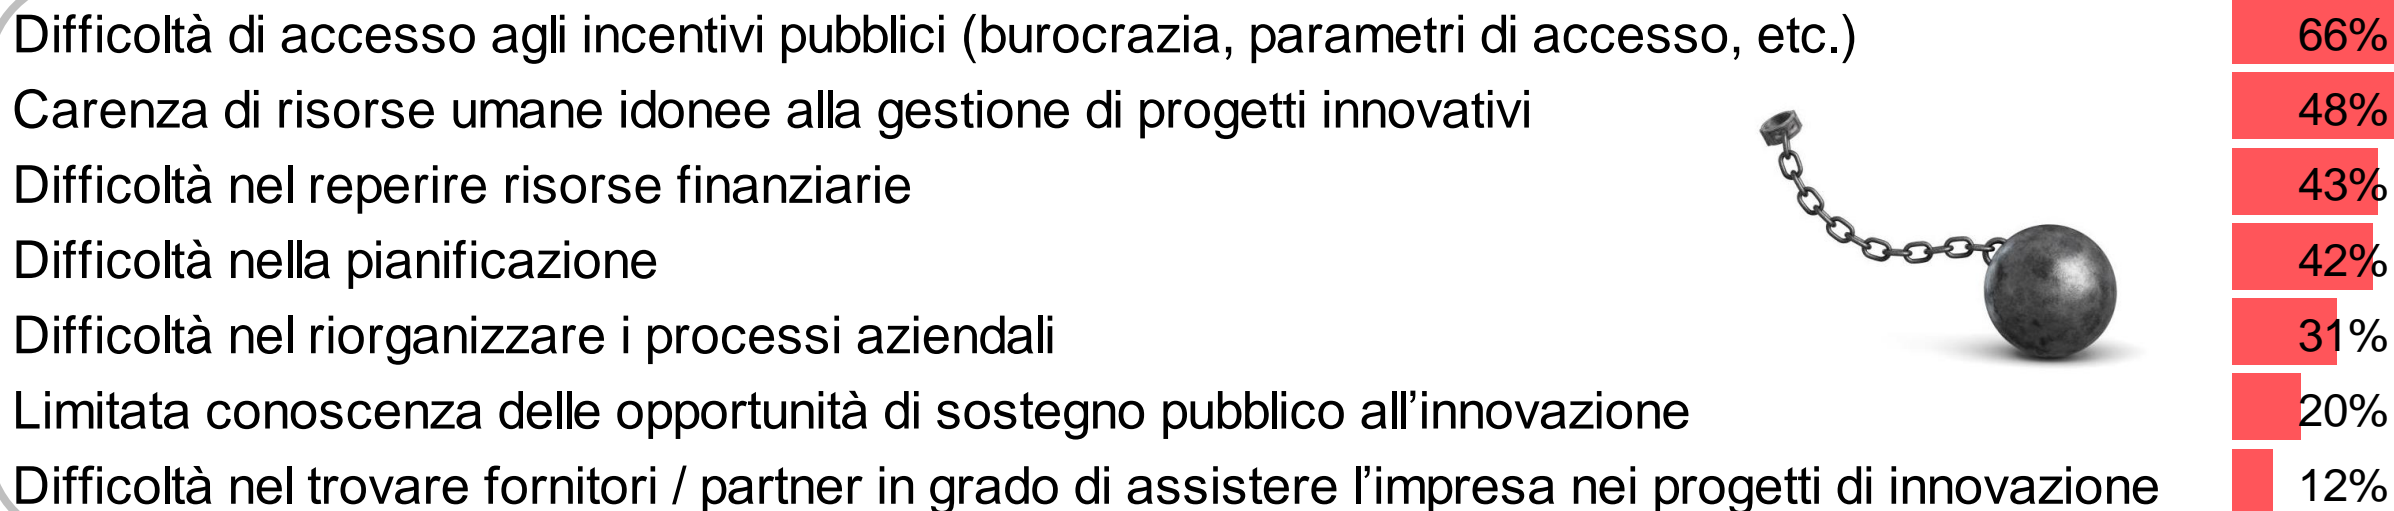 Difficoltà di accesso agli incentivi pubblici (burocrazia, parametri di accesso, etc.) 66%
Carenza di risorse umane idonee alla gestione di progetti innovativi 48%
Difficoltà nel reperire risorse finanziarie 43%
Difficoltà nella pianificazione 42%
Difficoltà nel riorganizzare i processi aziendali 31%
Limitata conoscenza delle opportunità di sostegno pubblico all’innovazione 20%
Difficoltà nel trovare fornitori / partner in grado di assistere l’impresa nei progetti di innovazione 12%